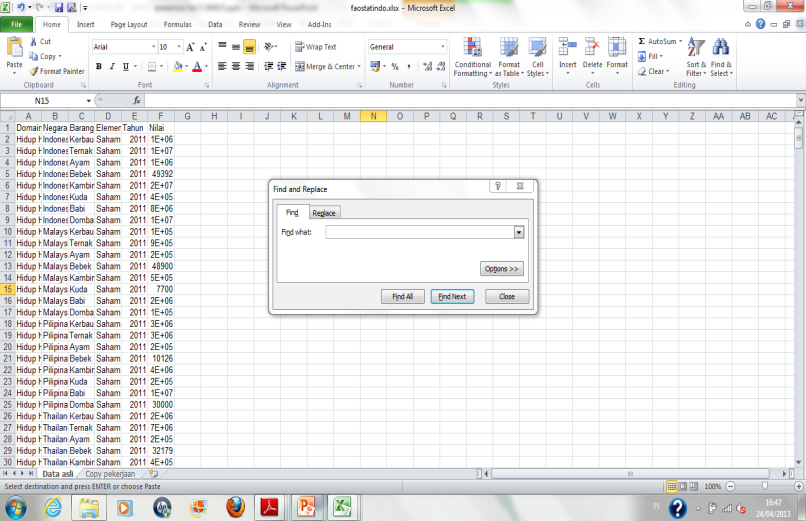 faostatindo.xlsx - Microsoft Excel
File Home Insert Page Layout Formulas Data Review View Add-Ins
Paste
Cut
Copy
Format Painter
Clipboard
Arial 10
B I U
Font
Wrap Text
Merge & Center
Alignment
General
Number
Conditional Formatting
Format as Table
Cell Styles
Styles
Insert Delete Format
Cells
Σ AutoSum
Fill
Clear
Sort & Filter
Find & Select
Editing
N15 fx
A B C D E F G H I J K L M N O P Q R S T U V W X Y Z AA AB AC
1 Domair Negara Barang Elemer Tahun Nilai
2 Hidup H Indones Kerbau Saham 2011 1E+06
3 Hidup H Indones Ternak Saham 2011 1E+07
4 Hidup H Indones Ayam Saham 2011 1E+06
5 Hidup H Indones Bebek Saham 2011 49392
6 Hidup H Indones Kambir Saham 2011 2E+07
7 Hidup H Indones Kuda Saham 2011 4E+05
8 Hidup H Indones Babi Saham 2011 8E+06
9 Hidup H Indones Domba Saham 2011 1E+07
10 Hidup H Malays Kerbau Saham 2011 1E+05
11 Hidup H Malays Ternak Saham 2011 9E+05
12 Hidup H Malays Ayam Saham 2011 2E+05
13 Hidup H Malays Bebek Saham 2011 48900
14 Hidup H Malays Kambir Saham 2011 5E+05
15 Hidup H Malays Kuda Saham 2011 7700
16 Hidup H Malays Babi Saham 2011 2E+06
17 Hidup H Malays Domba Saham 2011 1E+05
18 Hidup H Pilipina Kerbau Saham 2011 3E+06
19 Hidup H Pilipina Ternak Saham 2011 3E+06
20 Hidup H Pilipina Ayam Saham 2011 2E+05
21 Hidup H Pilipina Bebek Saham 2011 10126
22 Hidup H Pilipina Kambir Saham 2011 4E+06
23 Hidup H Pilipina Kuda Saham 2011 2E+05
24 Hidup H Pilipina Babi Saham 2011 1E+07
25 Hidup H Pilipina Domba Saham 2011 30000
26 Hidup H Thailan Kerbau Saham 2011 2E+06
27 Hidup H Thailan Ternak Saham 2011 7E+06
28 Hidup H Thailan Ayam Saham 2011 2E+05
29 Hidup H Thailan Bebek Saham 2011 32179
30 Hidup H Thailan Kambir Saham 2011 4E+05
Find and Replace
Find Replace
Find what:
Options >>
Find All Find Next Close
Data asli Copy pekerjaan
Select destination and press ENTER or choose Paste
100%
IN
16:47
24/04/2013